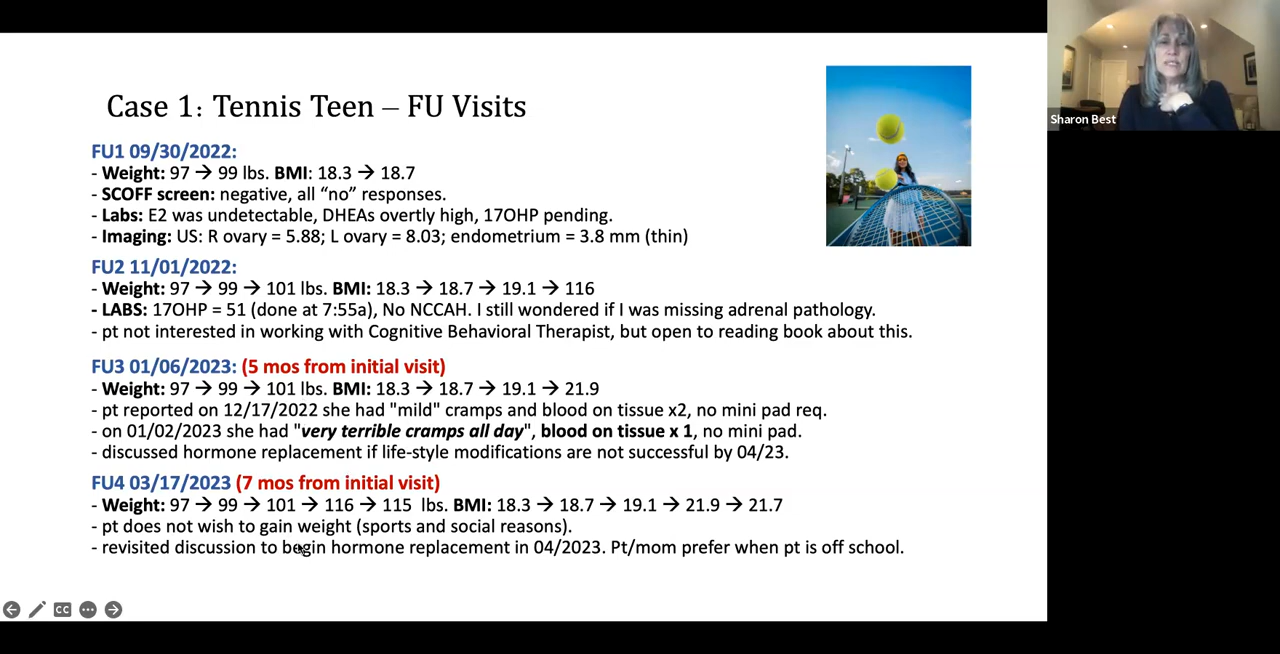 Case 1: Tennis Teen – FU Visits
Sharon Best
FU1 09/30/2022:
- Weight: 97 → 99 lbs. BMI: 18.3 → 18.7
- SCOFF screen: negative, all “no” responses.
- Labs: E2 was undetectable, DHEAs overtly high, 17OHP pending.
- Imaging: US: R ovary = 5.88; L ovary = 8.03; endometrium = 3.8 mm (thin)
FU2 11/01/2022:
- Weight: 97 → 99 → 101 lbs. BMI: 18.3 → 18.7 → 19.1 → 116
- LABS: 17OHP = 51 (done at 7:55a), No NCCAH. I still wondered if I was missing adrenal pathology.
- pt not interested in working with Cognitive Behavioral Therapist, but open to reading book about this.
FU3 01/06/2023: (5 mos from initial visit)
- Weight: 97 → 99 → 101 lbs. BMI: 18.3 → 18.7 → 19.1 → 21.9
- pt reported on 12/17/2022 she had "mild" cramps and blood on tissue x2, no mini pad req.
- on 01/02/2023 she had "very terrible cramps all day", blood on tissue x 1, no mini pad.
- discussed hormone replacement if life-style modifications are not successful by 04/23.
FU4 03/17/2023 (7 mos from initial visit)
- Weight: 97 → 99 → 101 → 116 → 115 lbs. BMI: 18.3 → 18.7 → 19.1 → 21.9 → 21.7
- pt does not wish to gain weight (sports and social reasons).
- revisited discussion to begin hormone replacement in 04/2023. Pt/mom prefer when pt is off school.
CC